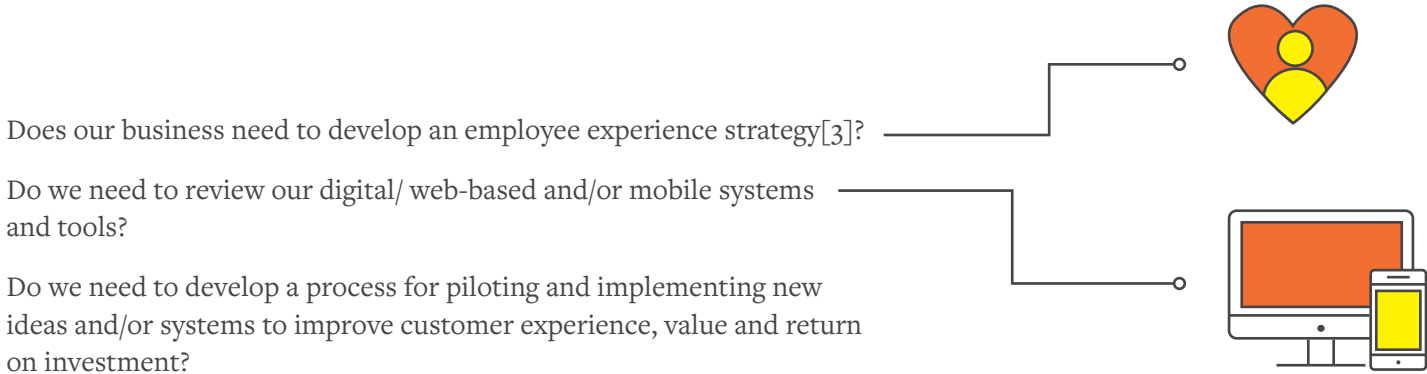 Does our business need to develop an employee experience strategy[3]?
Do we need to review our digital/ web-based and/or mobile systems
and tools?
Do we need to develop a process for piloting and implementing new
ideas and/or systems to improve customer experience, value and return
on investment?